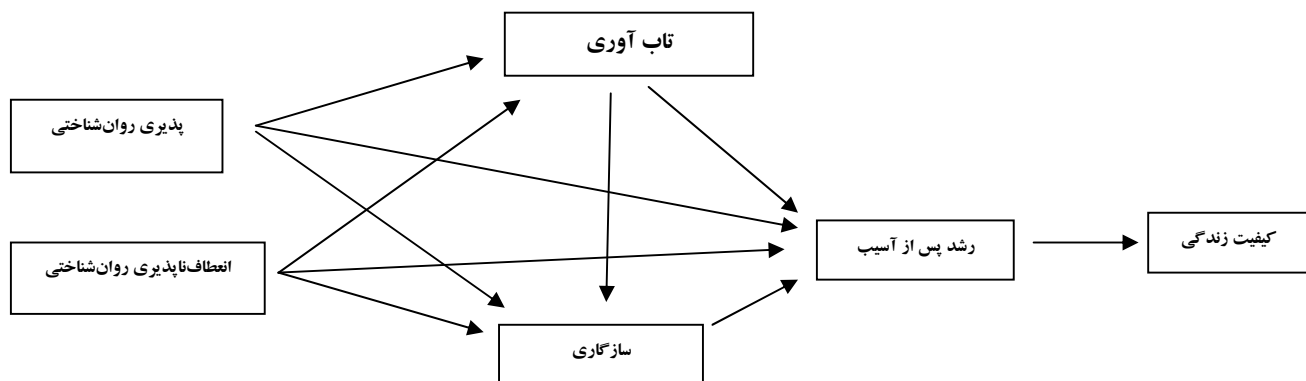 تاب آوری
پذیری روان‌شناختی
انعطاف‌ناپذیری روان‌شناختی
رشد پس از آسیب
کیفیت زندگی
سازگاری